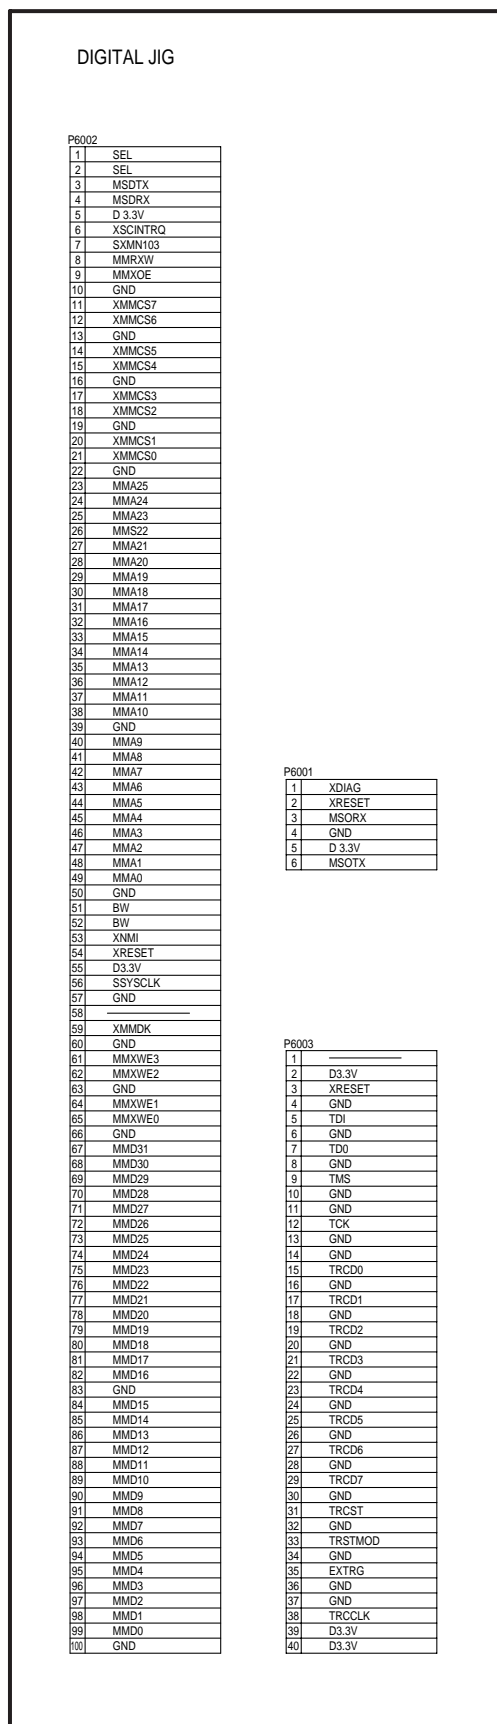 DIGITAL JIG
P6002
1 SEL
2 SEL
3 MSDTX
4 MSDRX
5 D 3.3V
6 XSCINTRQ
7 SXMN103
8 MMRXW
9 MMXOE
10 GND
11 XMMCS7
12 XMMCS6
13 GND
14 XMMCS5
15 XMMCS4
16 GND
17 XMMCS3
18 XMMCS2
19 GND
20 XMMCS1
21 XMMCS0
22 GND
23 MMA25
24 MMA24
25 MMA23
26 MMS22
27 MMA21
28 MMA20
29 MMA19
30 MMA18
31 MMA17
32 MMA16
33 MMA15
34 MMA14
35 MMA13
36 MMA12
37 MMA11
38 MMA10
39 GND
40 MMA9
41 MMA8
42 MMA7
43 MMA6
44 MMA5
45 MMA4
46 MMA3
47 MMA2
48 MMA1
49 MMA0
50 GND
51 BW
52 BW
53 XNMI
54 XRESET
55 D3.3V
56 SSYSCLK
57 GND
58
59 XMMDK
60 GND
61 MMXWE3
62 MMXWE2
63 GND
64 MMXWE1
65 MMXWE0
66 GND
67 MMD31
68 MMD30
69 MMD29
70 MMD28
71 MMD27
72 MMD26
73 MMD25
74 MMD24
75 MMD23
76 MMD22
77 MMD21
78 MMD20
79 MMD19
80 MMD18
81 MMD17
82 MMD16
83 GND
84 MMD15
85 MMD14
86 MMD13
87 MMD12
88 MMD11
89 MMD10
90 MMD9
91 MMD8
92 MMD7
93 MMD6
94 MMD5
95 MMD4
96 MMD3
97 MMD2
98 MMD1
99 MMD0
100 GND
P6001
1 XDIAG
2 XRESET
3 MSORX
4 GND
5 D 3.3V
6 MSOTX
P6003
1
2 D3.3V
3 XRESET
4 GND
5 TDI
6 GND
7 TD0
8 GND
9 TMS
10 GND
11 GND
12 TCK
13 GND
14 GND
15 TRCD0
16 GND
17 TRCD1
18 GND
19 TRCD2
20 GND
21 TRCD3
22 GND
23 TRCD4
24 GND
25 TRCD5
26 GND
27 TRCD6
28 GND
29 TRCD7
30 GND
31 TRCST
32 GND
33 TRSTMOD
34 GND
35 EXTRG
36 GND
37 GND
38 TRCCLK
39 D3.3V
40 D3.3V